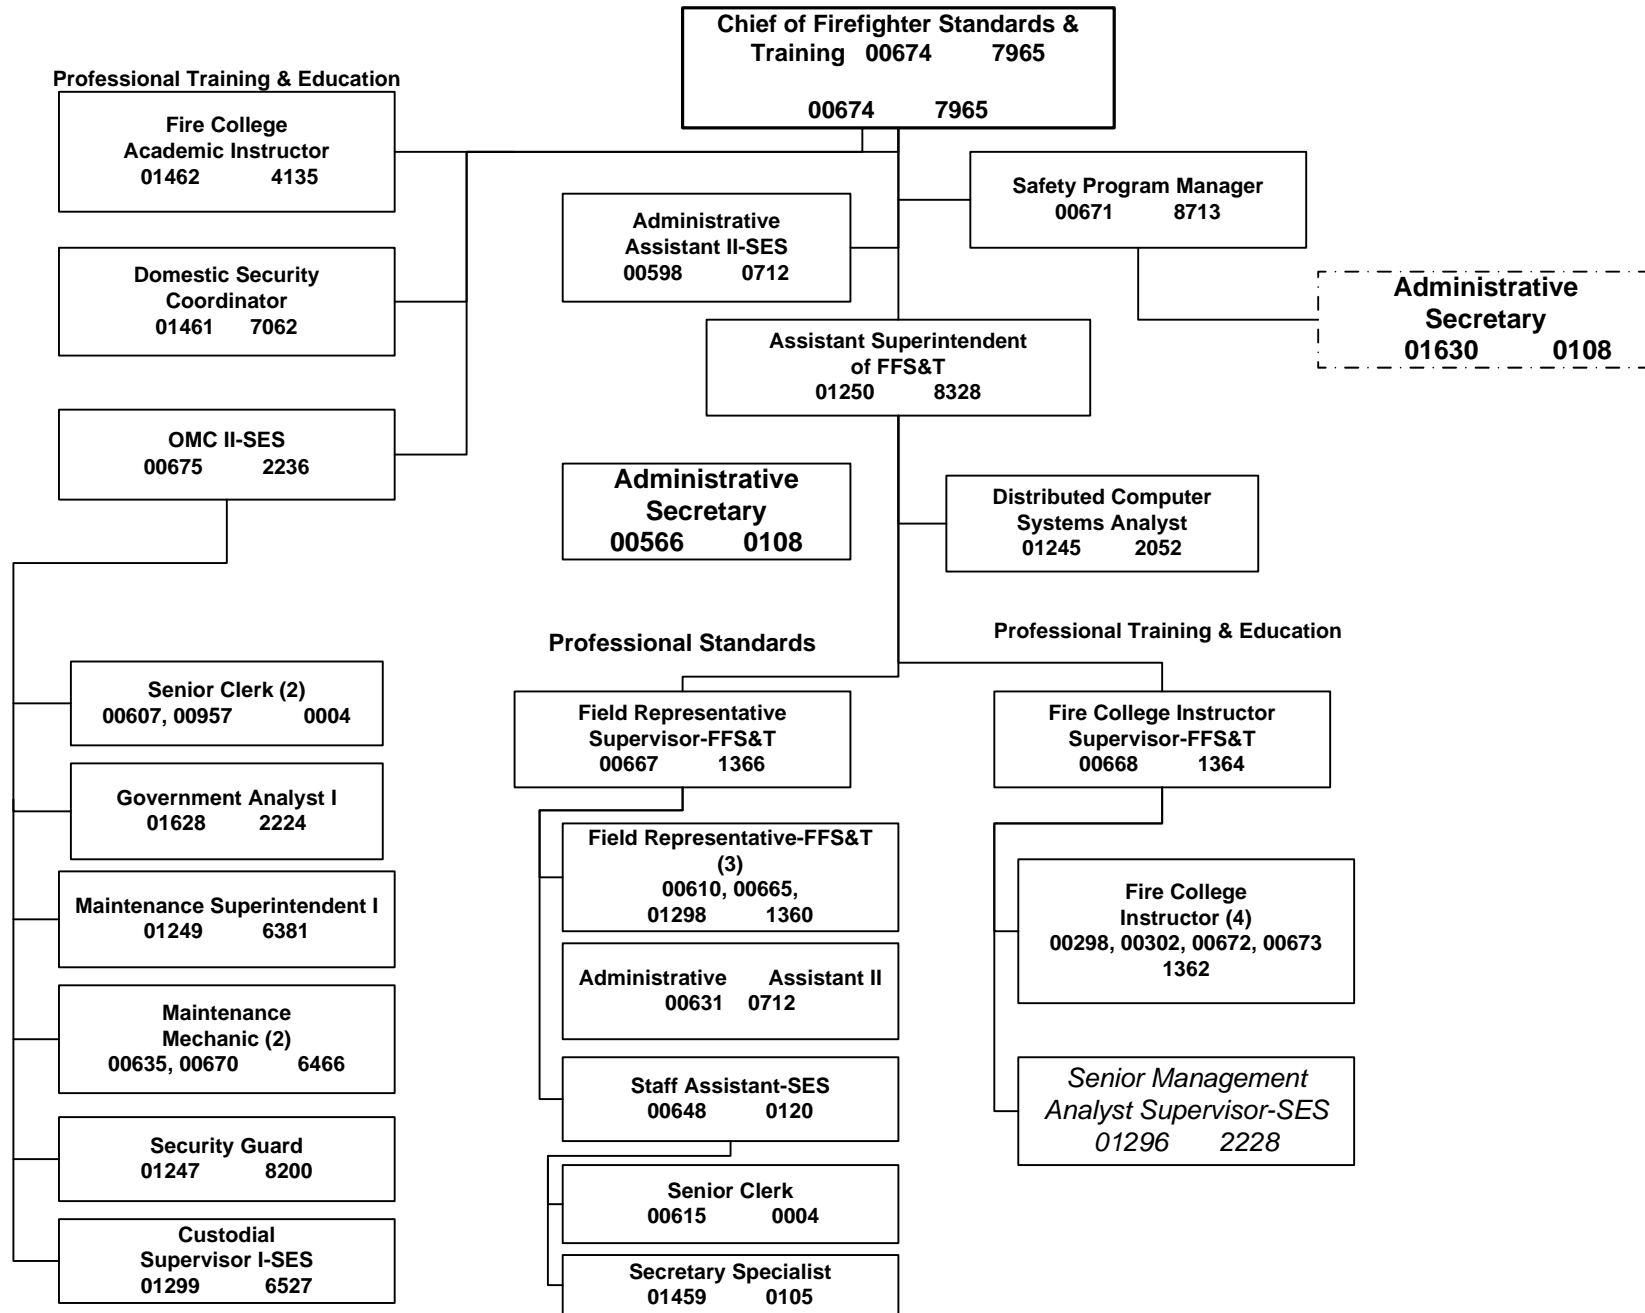 Chief of Firefighter Standards &
Training 00674 7965
00674 7965
Professional Training & Education
Fire College
Academic Instructor
01462 4135
Domestic Security
Coordinator
01461 7062
OMC II-SES
00675 2236
Administrative
Assistant II-SES
00598 0712
Safety Program Manager
00671 8713
Administrative
Secretary
01630 0108
Assistant Superintendent
of FFS&T
01250 8328
Administrative
Secretary
00566 0108
Distributed Computer
Systems Analyst
01245 2052
Senior Clerk (2)
00607, 00957 0004
Government Analyst I
01628 2224
Maintenance Superintendent I
01249 6381
Maintenance
Mechanic (2)
00635, 00670 6466
Security Guard
01247 8200
Custodial
Supervisor I-SES
01299 6527
Professional Standards
Field Representative
Supervisor-FFS&T
00667 1366
Field Representative-FFS&T
(3)
00610, 00665,
01298 1360
Administrative Assistant II
00631 0712
Staff Assistant-SES
00648 0120
Senior Clerk
00615 0004
Secretary Specialist
01459 0105
Professional Training & Education
Fire College Instructor
Supervisor-FFS&T
00668 1364
Fire College
Instructor (4)
00298, 00302, 00672, 00673
1362
Senior Management
Analyst Supervisor-SES
01296 2228